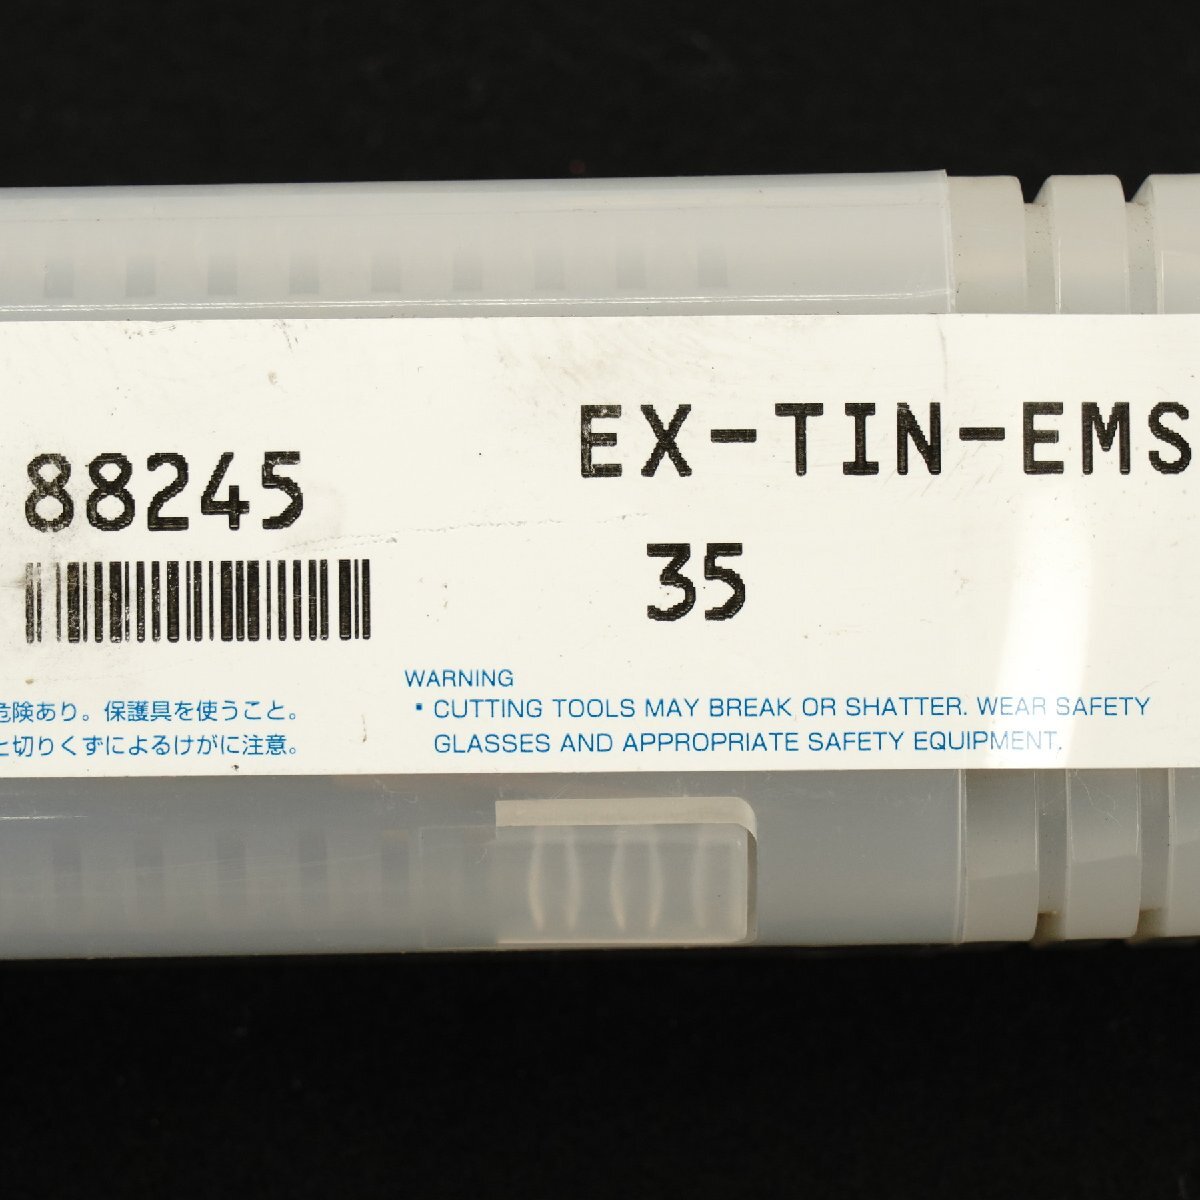 EX-TIN-EMS
88245
35
WARNING
・CUTTING TOOLS MAY BREAK OR SHATTER. WEAR SAFETY
GLASSES AND APPROPRIATE SAFETY EQUIPMENT.
危険あり。保護具を使うこと。
と切りくずによるけがに注意。